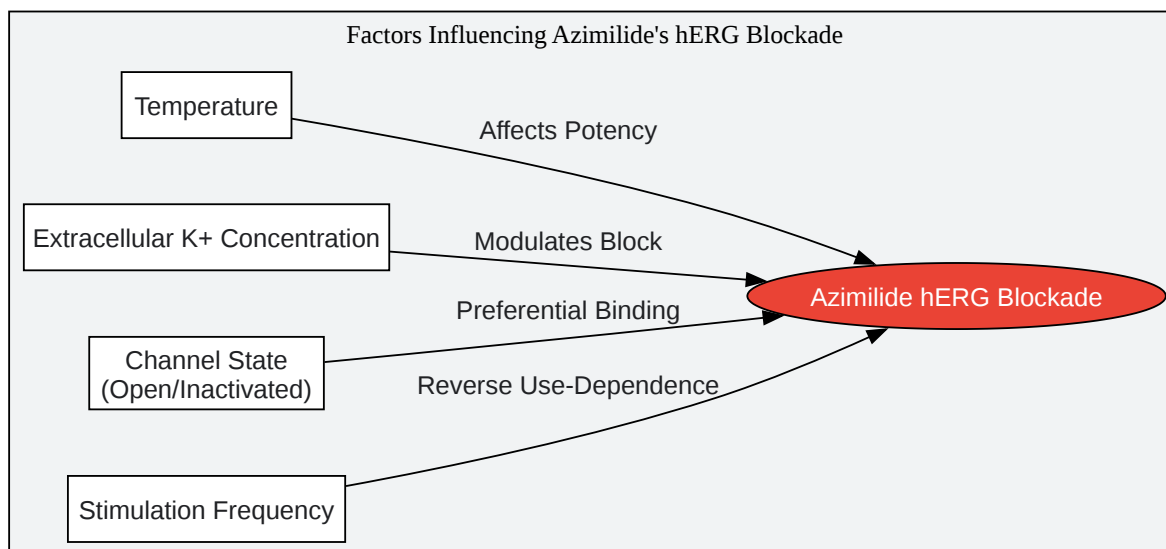 Factors Influencing Azimilide's hERG Blockade
Temperature
Affects Potency
Extracellular K+ Concentration
Modulates Block
Azimilide hERG Blockade
Preferential Binding
Channel State
(Open/Inactivated)
Reverse Use-Dependence
Stimulation Frequency